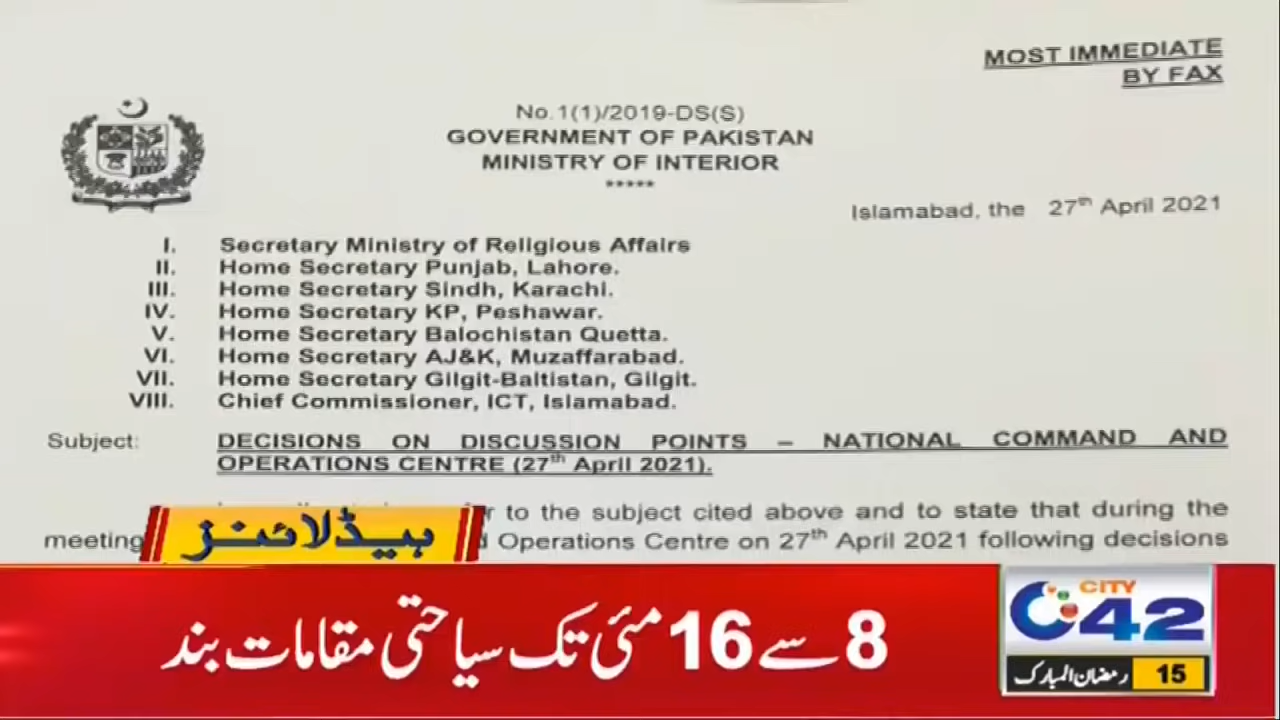 MOST IMMEDIATE
BY FAX
No.1(1)/2019-DS(S)
GOVERNMENT OF PAKISTAN
MINISTRY OF INTERIOR
*****
Islamabad, the 27th April 2021
I. Secretary Ministry of Religious Affairs
II. Home Secretary Punjab, Lahore.
III. Home Secretary Sindh, Karachi.
IV. Home Secretary KP, Peshawar.
V. Home Secretary Balochistan Quetta.
VI. Home Secretary AJ&K, Muzaffarabad.
VII. Home Secretary Gilgit-Baltistan, Gilgit.
VIII. Chief Commissioner, ICT, Islamabad.
Subject: DECISIONS ON DISCUSSION POINTS – NATIONAL COMMAND AND
OPERATIONS CENTRE (27th April 2021).
to the subject cited above and to state that during the
meeting Operations Centre on 27th April 2021 following decisions
ہیڈلائنز
8 سے 16 مئی تک سیاحتی مقامات بند
CITY
42
15 رمضان المبارک